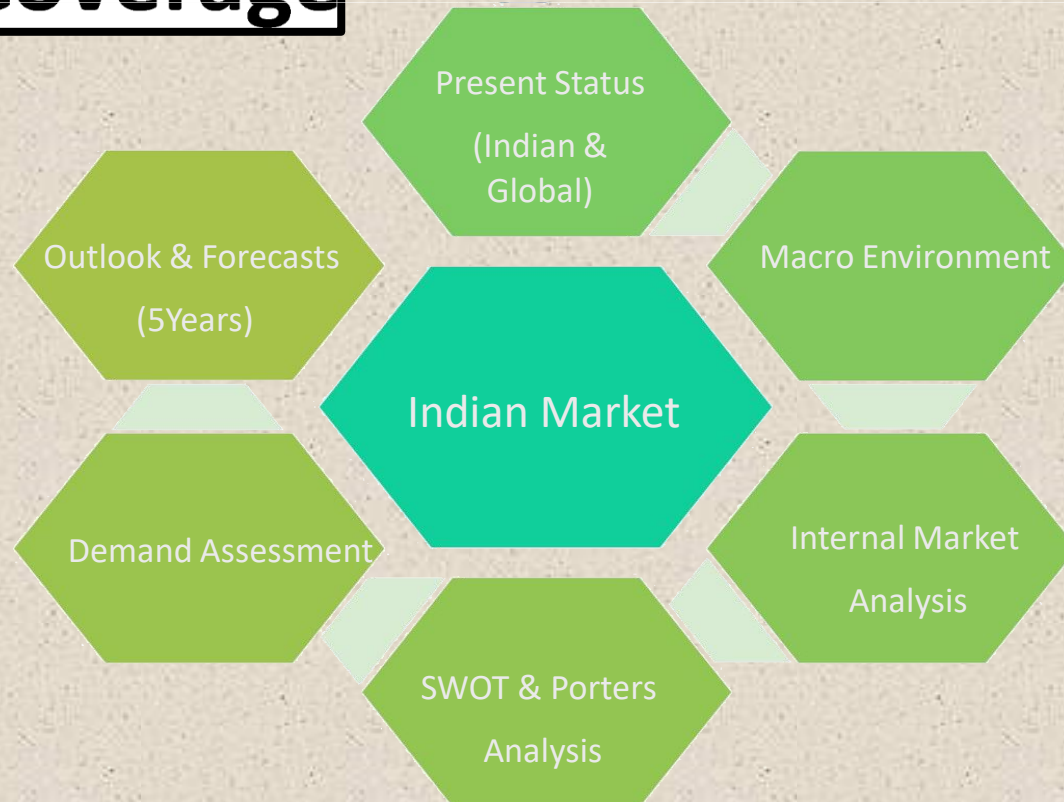 Coverage
Present Status
(Indian &
Global)
Macro Environment
Internal Market
Analysis
SWOT & Porters
Analysis
Demand Assessment
Outlook & Forecasts
(5Years)
Indian Market